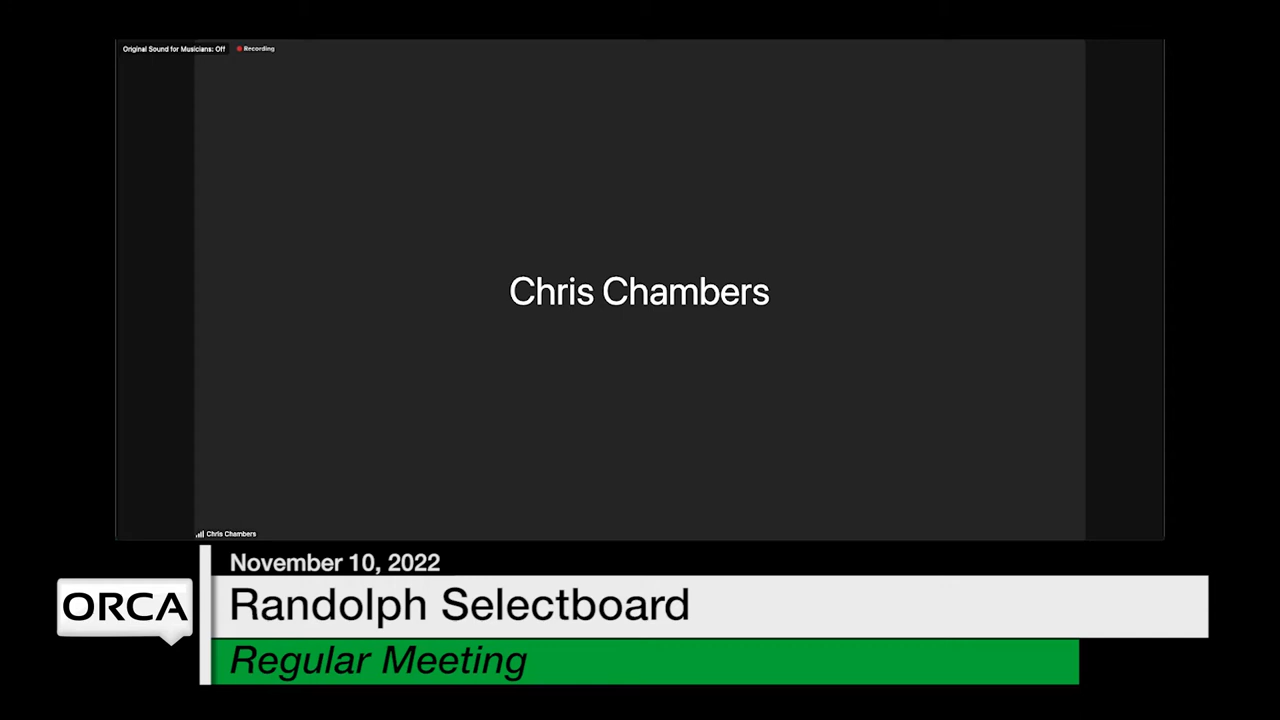 Original Sound for Musicians: Off
Recording
Chris Chambers
Chris Chambers
November 10, 2022
ORCA
Randolph Selectboard
Regular Meeting